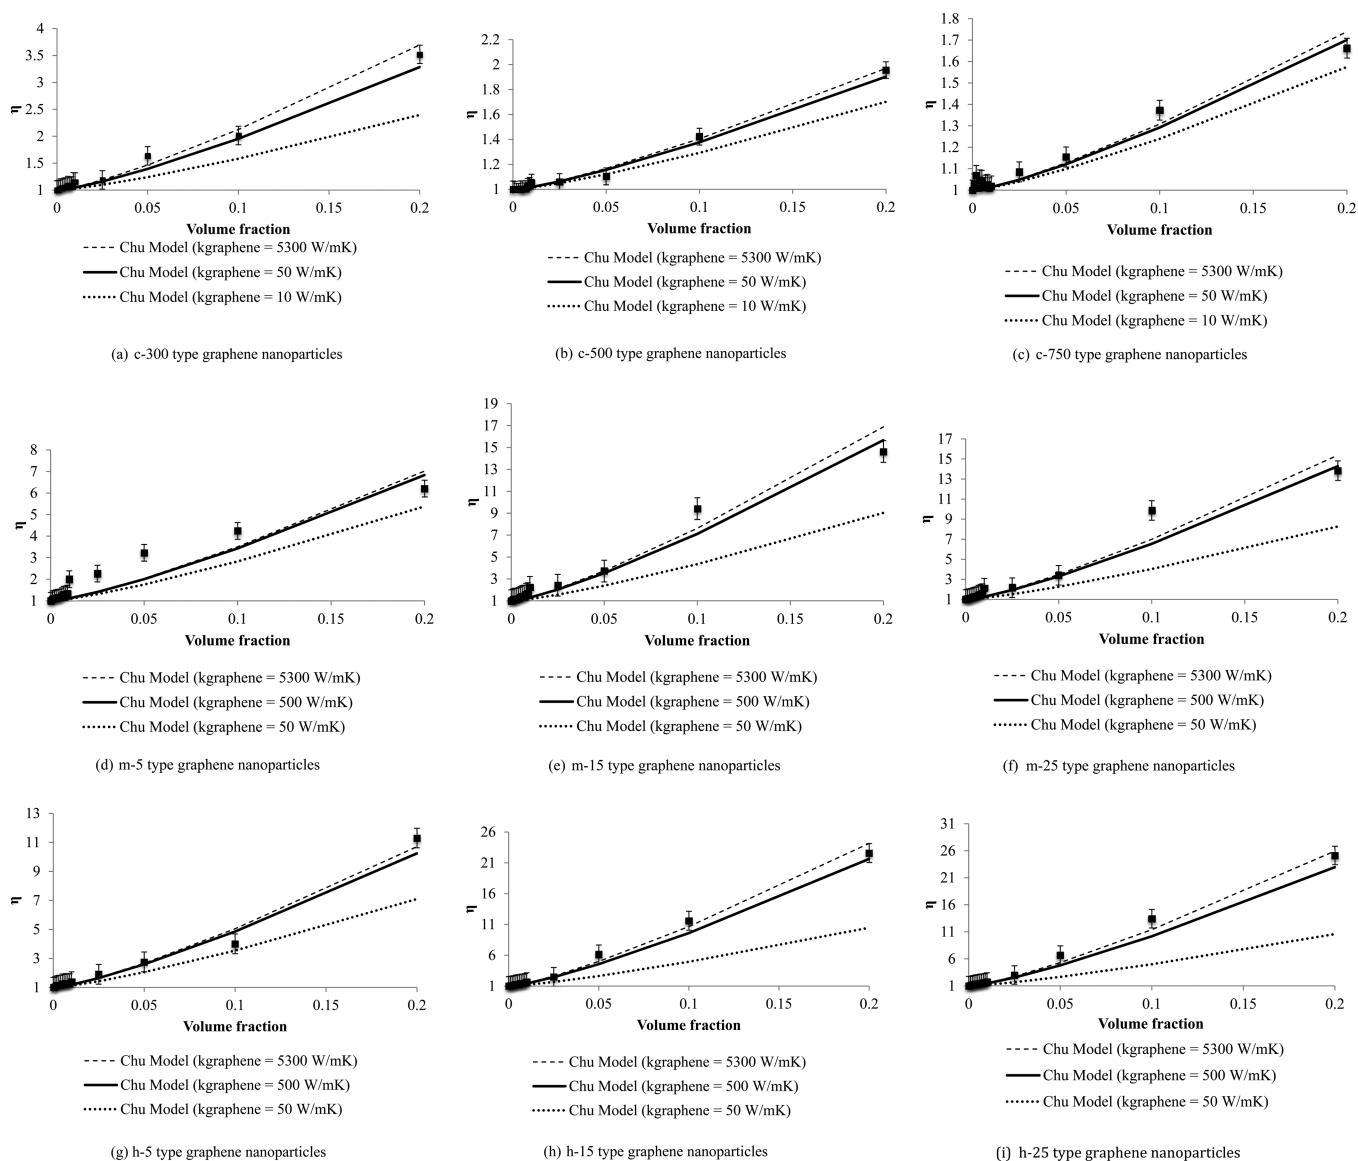 4
3.5
3
2.5
2
1.5
1
η
0
0.05
0.1
0.15
0.2
Volume fraction
Chu Model (kgraphene = 5300 W/mK)
Chu Model (kgraphene = 50 W/mK)
Chu Model (kgraphene = 10 W/mK)
(a) c-300 type graphene nanoparticles
2.2
2
1.8
1.6
1.4
1.2
1
η
0
0.05
0.1
0.15
0.2
Volume fraction
Chu Model (kgraphene = 5300 W/mK)
Chu Model (kgraphene = 50 W/mK)
Chu Model (kgraphene = 10 W/mK)
(b) c-500 type graphene nanoparticles
1.8
1.7
1.6
1.5
1.4
1.3
1.2
1.1
1
η
0
0.05
0.1
0.15
0.2
Volume fraction
Chu Model (kgraphene = 5300 W/mK)
Chu Model (kgraphene = 50 W/mK)
Chu Model (kgraphene = 10 W/mK)
(c) c-750 type graphene nanoparticles
8
7
6
5
4
3
2
1
η
0
0.05
0.1
0.15
0.2
Volume fraction
Chu Model (kgraphene = 5300 W/mK)
Chu Model (kgraphene = 500 W/mK)
Chu Model (kgraphene = 50 W/mK)
(d) m-5 type graphene nanoparticles
19
17
15
13
11
9
7
5
3
1
η
0
0.05
0.1
0.15
0.2
Volume fraction
Chu Model (kgraphene = 5300 W/mK)
Chu Model (kgraphene = 500 W/mK)
Chu Model (kgraphene = 50 W/mK)
(e) m-15 type graphene nanoparticles
17
15
13
11
9
7
5
3
1
η
0
0.05
0.1
0.15
0.2
Volume fraction
Chu Model (kgraphene = 5300 W/mK)
Chu Model (kgraphene = 500 W/mK)
Chu Model (kgraphene = 50 W/mK)
(f) m-25 type graphene nanoparticles
13
11
9
7
5
3
1
η
0
0.05
0.1
0.15
0.2
Volume fraction
Chu Model (kgraphene = 5300 W/mK)
Chu Model (kgraphene = 500 W/mK)
Chu Model (kgraphene = 50 W/mK)
(g) h-5 type graphene nanoparticles
26
21
16
11
6
1
η
0
0.05
0.1
0.15
0.2
Volume fraction
Chu Model (kgraphene = 5300 W/mK)
Chu Model (kgraphene = 500 W/mK)
Chu Model (kgraphene = 50 W/mK)
(h) h-15 type graphene nanoparticles
31
26
21
16
11
6
1
η
0
0.05
0.1
0.15
0.2
Volume fraction
Chu Model (kgraphene = 5300 W/mK)
Chu Model (kgraphene = 500 W/mK)
Chu Model (kgraphene = 50 W/mK)
(i) h-25 type graphene nanoparticles